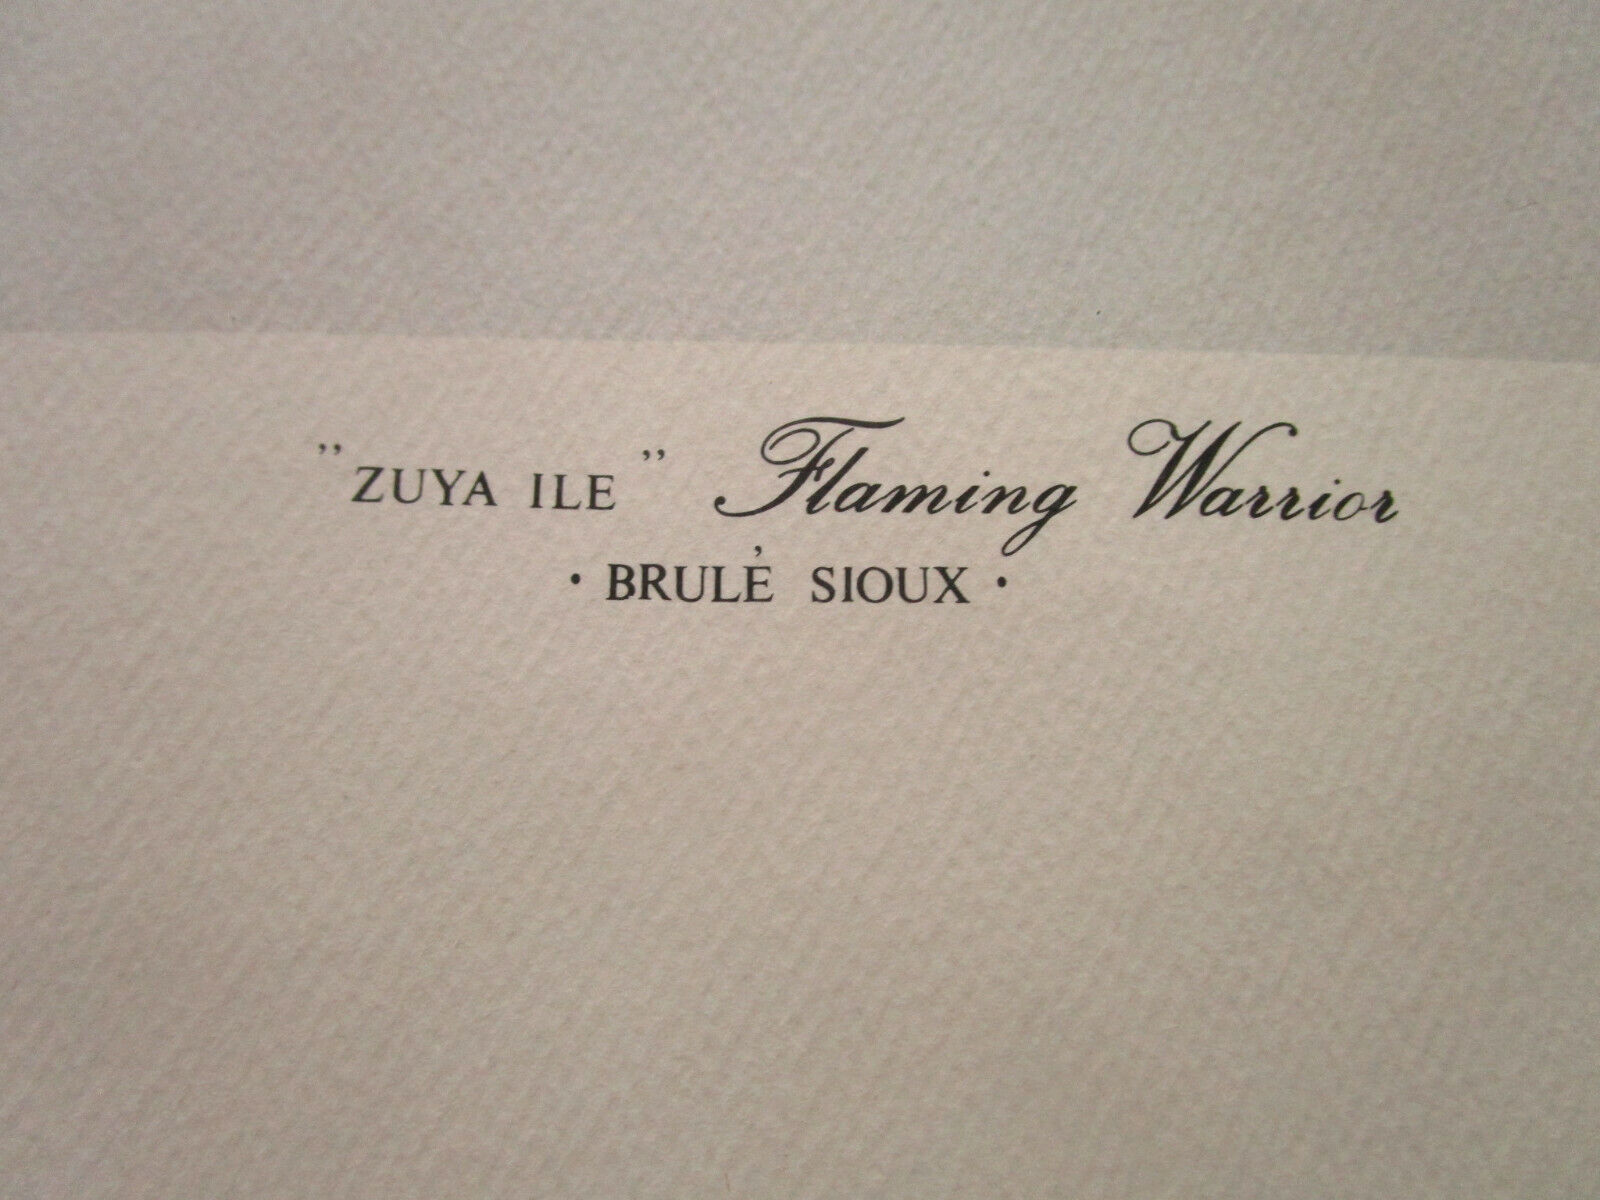 "ZUYA ILE" Flaming Warrior
· BRULÉ SIOUX ·